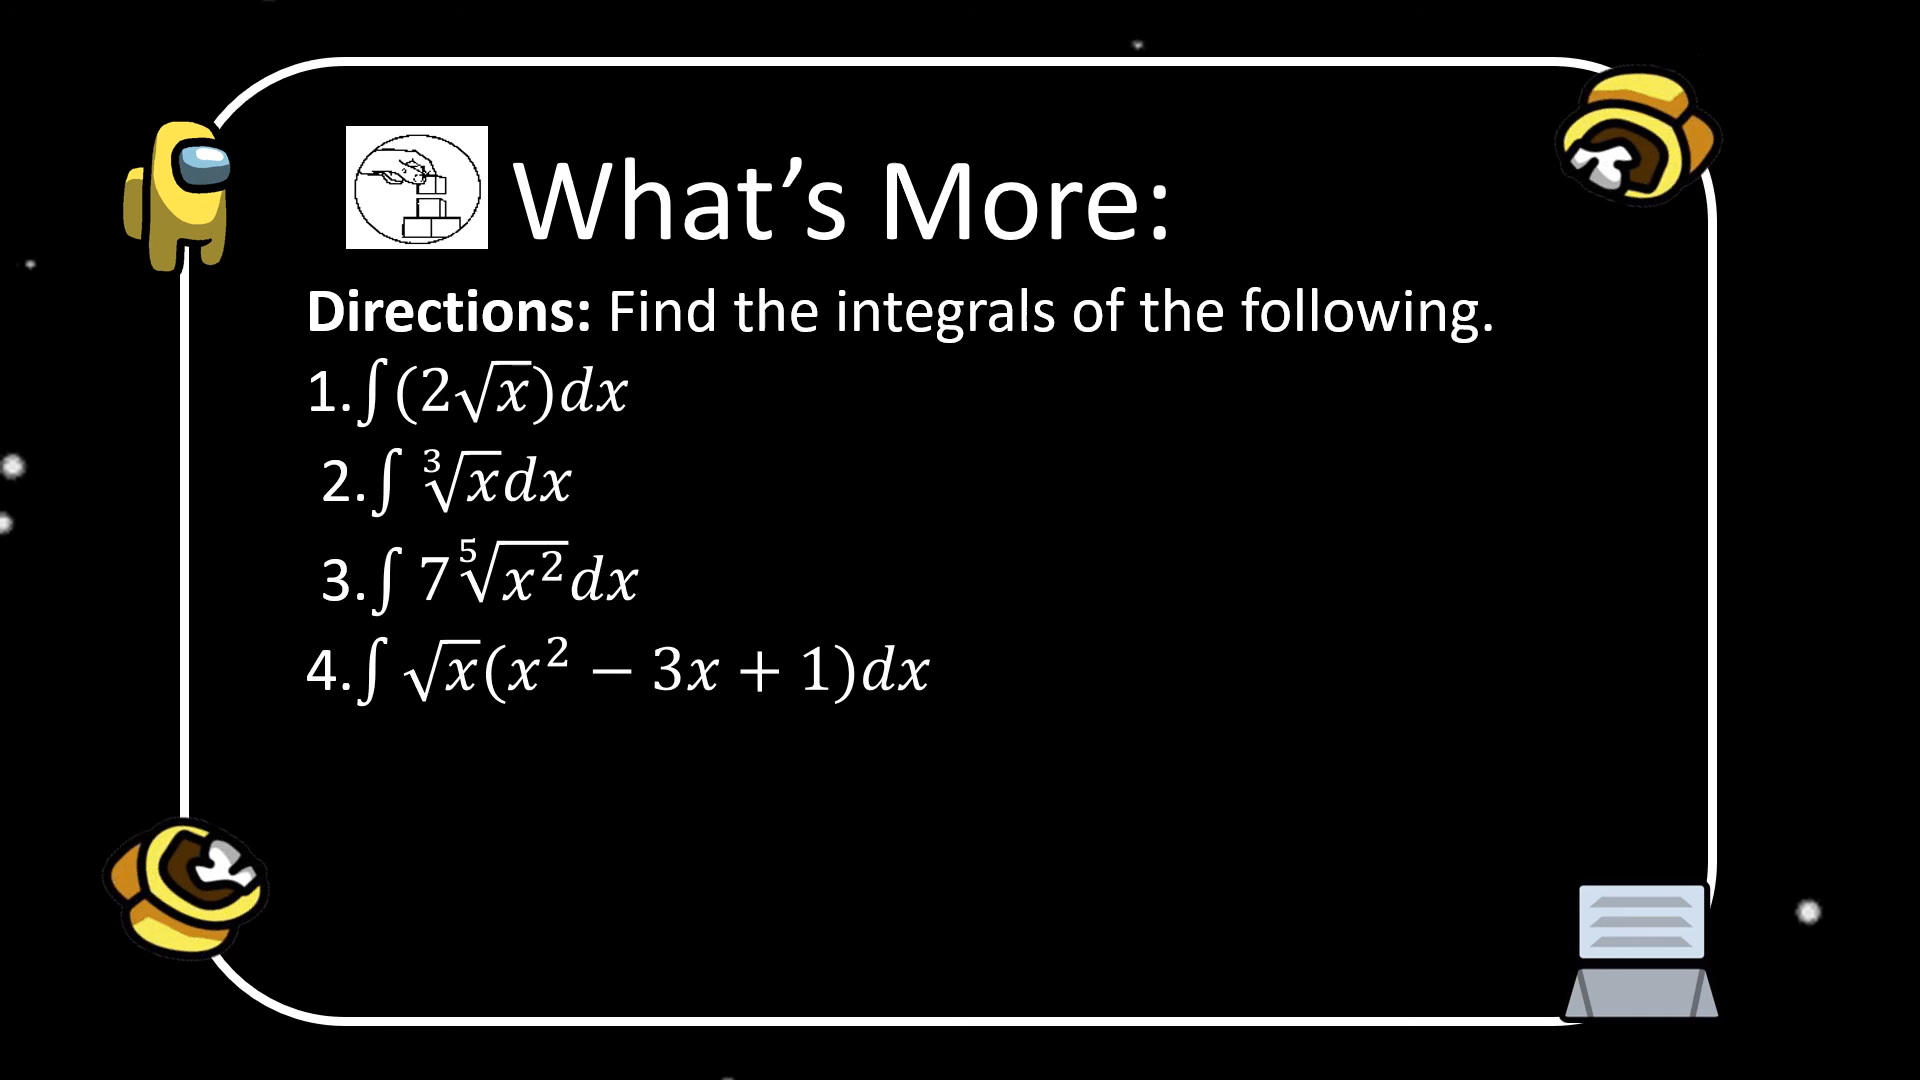 What’s More:
Directions: Find the integrals of the following.
1.∫(2√x)dx
2.∫ ∛x dx
3.∫ 7 ⁵√(x²) dx
4.∫ √x(x² − 3x + 1)dx